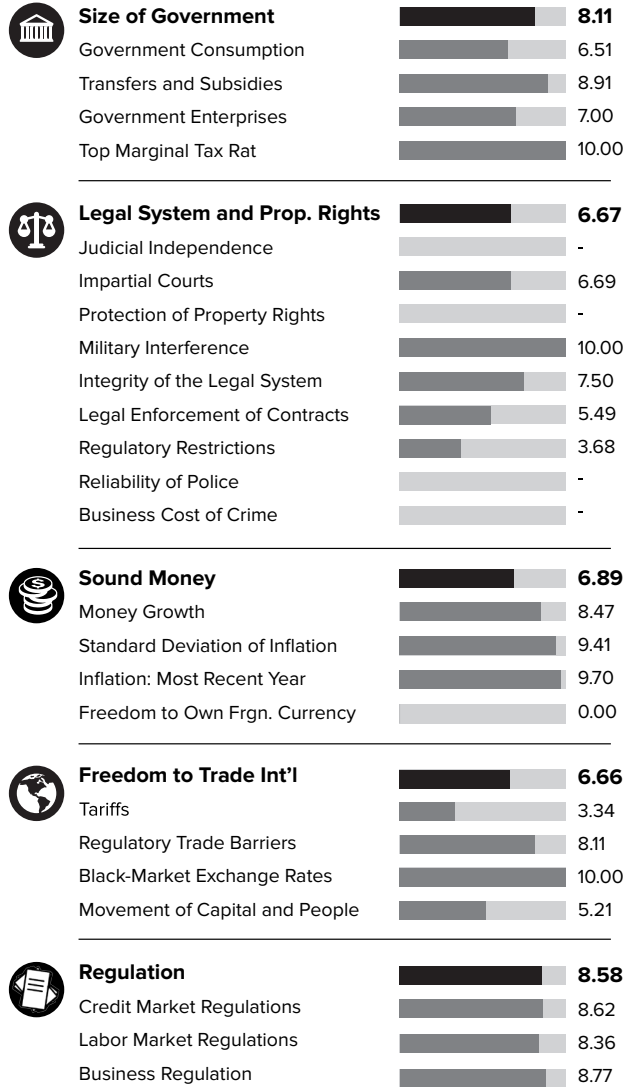 Size of Government 8.11
Government Consumption 6.51
Transfers and Subsidies 8.91
Government Enterprises 7.00
Top Marginal Tax Rat 10.00
Legal System and Prop. Rights 6.67
Judicial Independence -
Impartial Courts 6.69
Protection of Property Rights -
Military Interference 10.00
Integrity of the Legal System 7.50
Legal Enforcement of Contracts 5.49
Regulatory Restrictions 3.68
Reliability of Police -
Business Cost of Crime -
Sound Money 6.89
Money Growth 8.47
Standard Deviation of Inflation 9.41
Inflation: Most Recent Year 9.70
Freedom to Own Frgn. Currency 0.00
Freedom to Trade Int'l 6.66
Tariffs 3.34
Regulatory Trade Barriers 8.11
Black-Market Exchange Rates 10.00
Movement of Capital and People 5.21
Regulation 8.58
Credit Market Regulations 8.62
Labor Market Regulations 8.36
Business Regulation 8.77